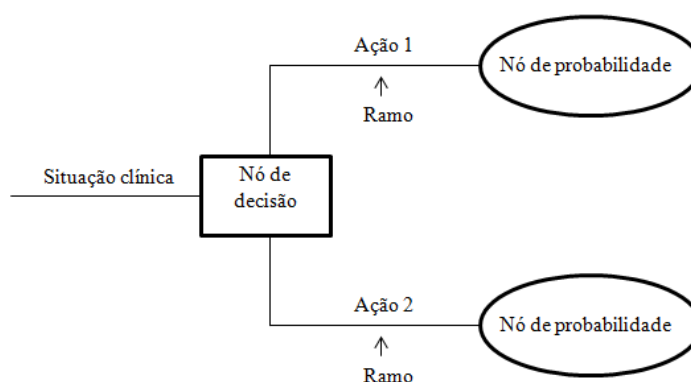 Ação 1
Nó de probabilidade
Ramo
Situação clínica
Nó de
decisão
Ação 2
Nó de probabilidade
Ramo